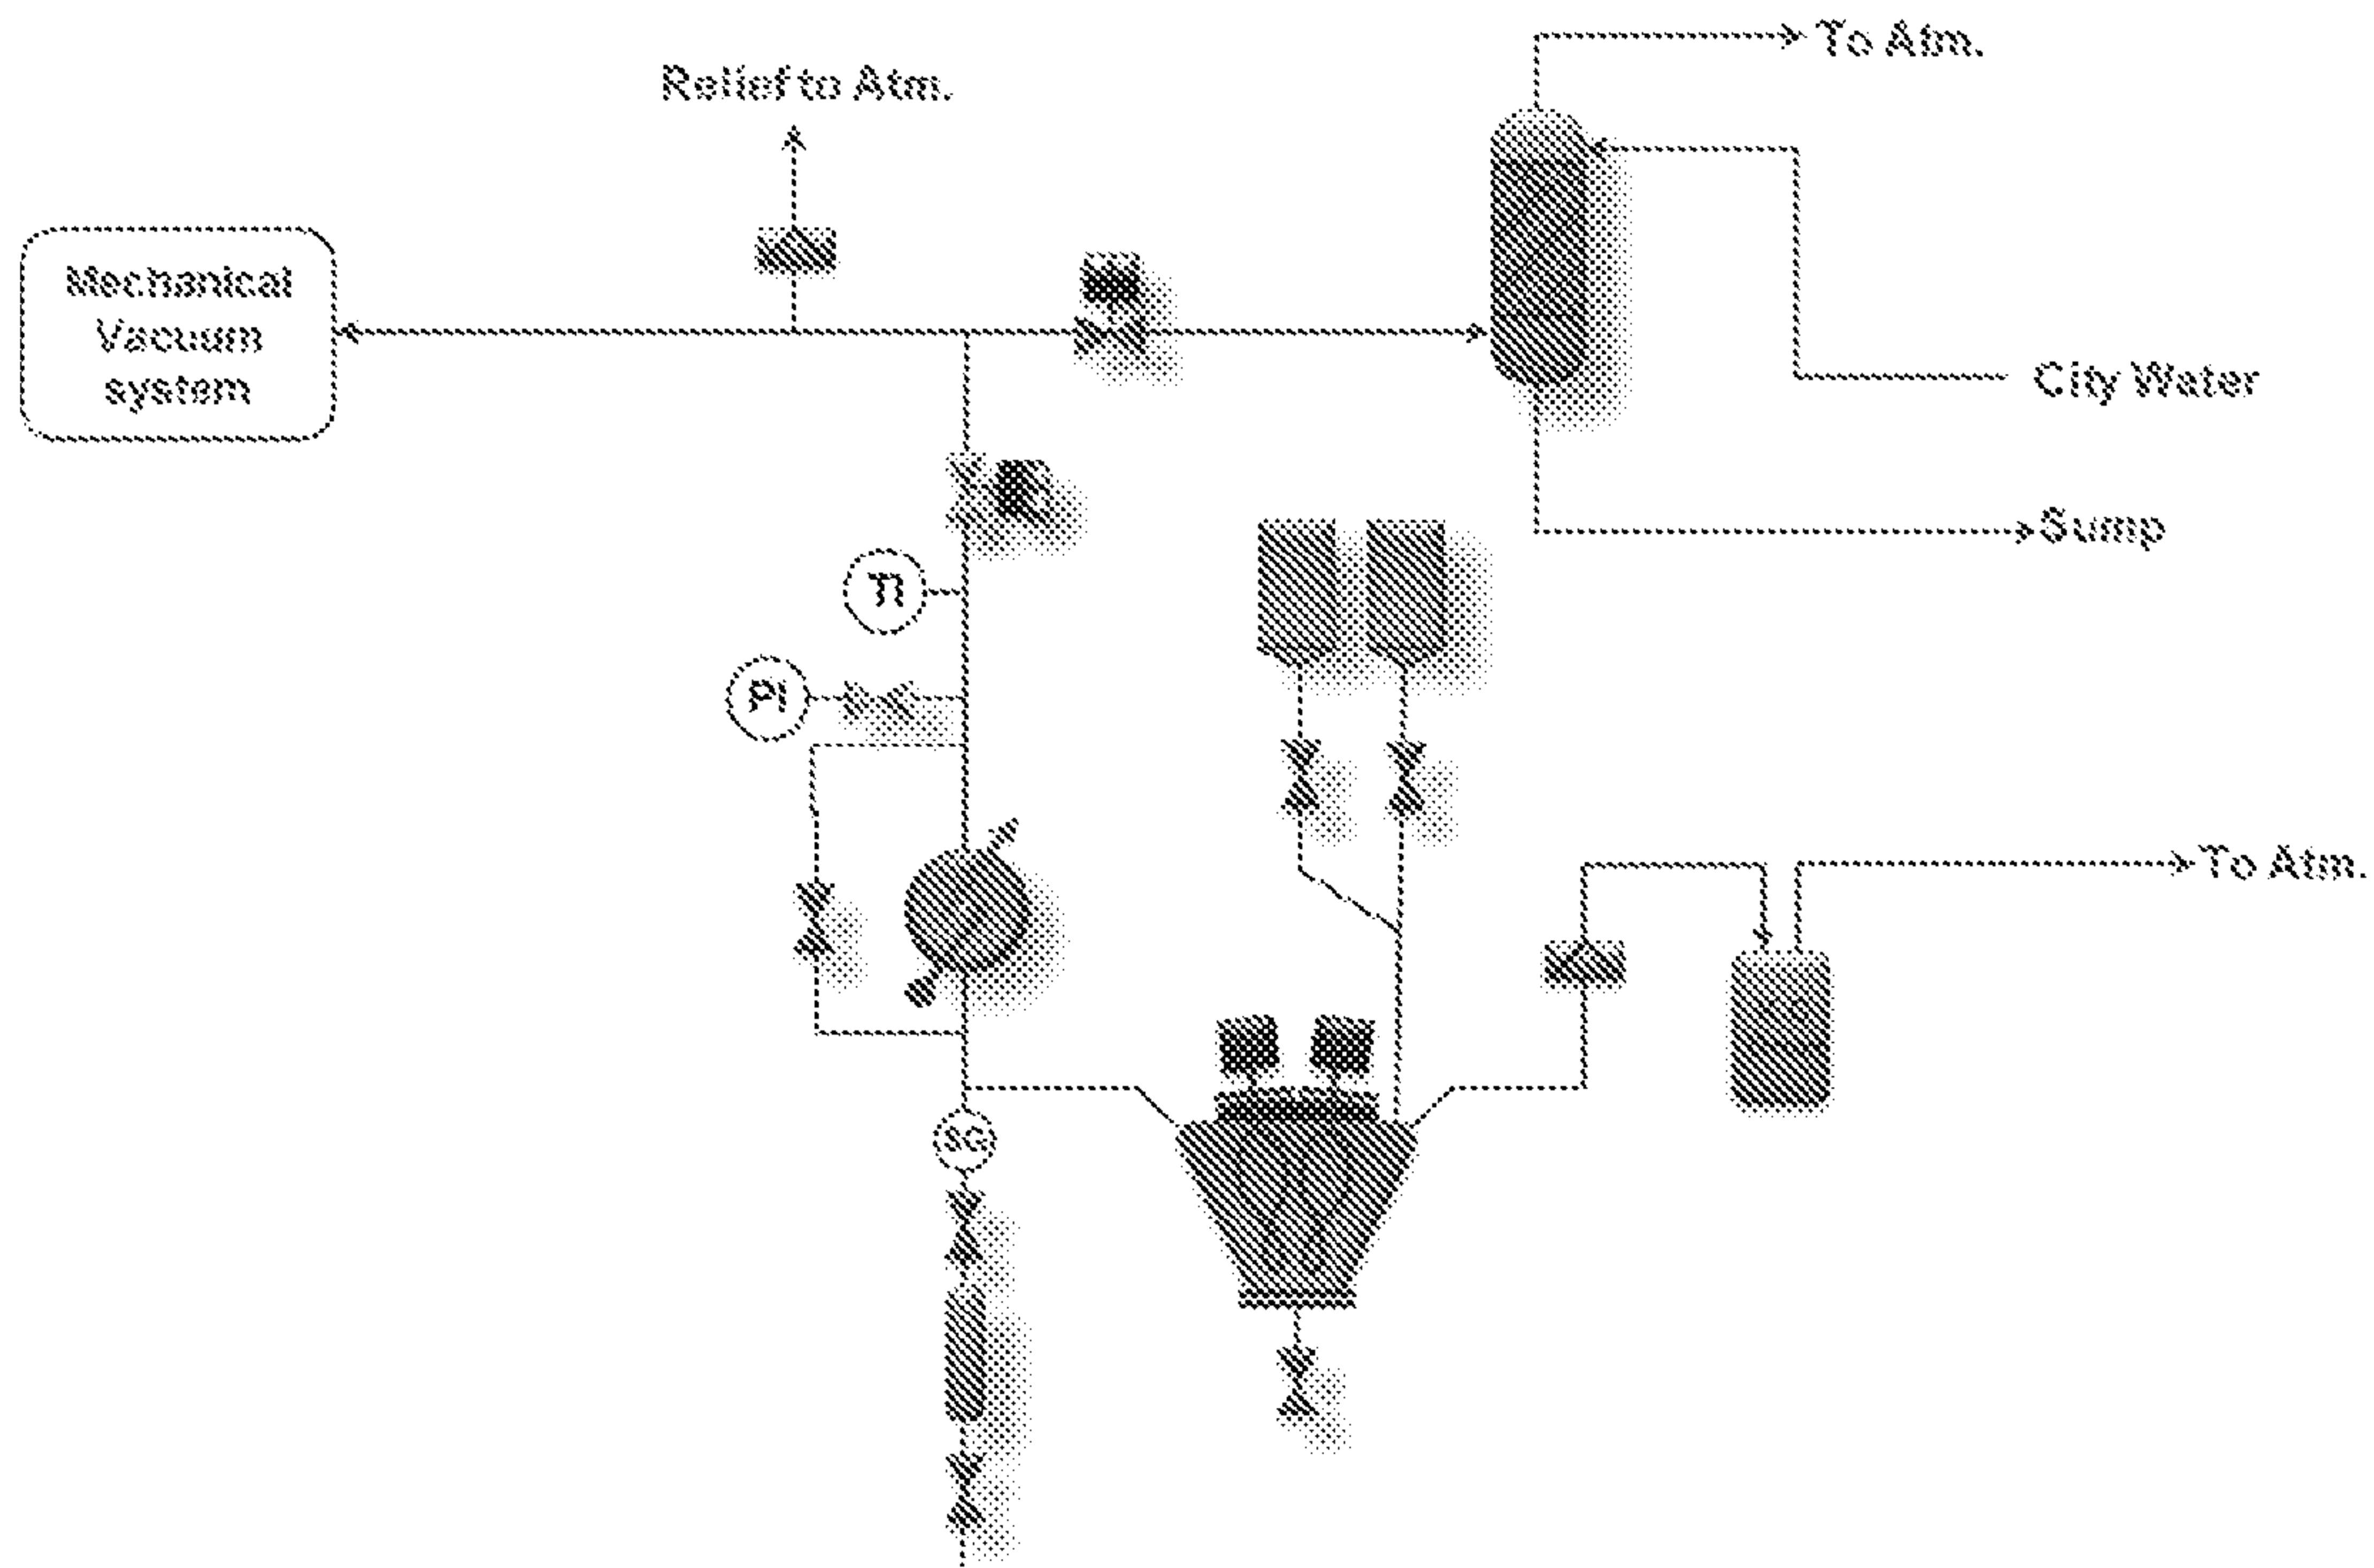 To Atm.
Relief to Atm.
Mechanical
Vacuum
system
City Water
Sump
TI
PI
To Atm.
SG